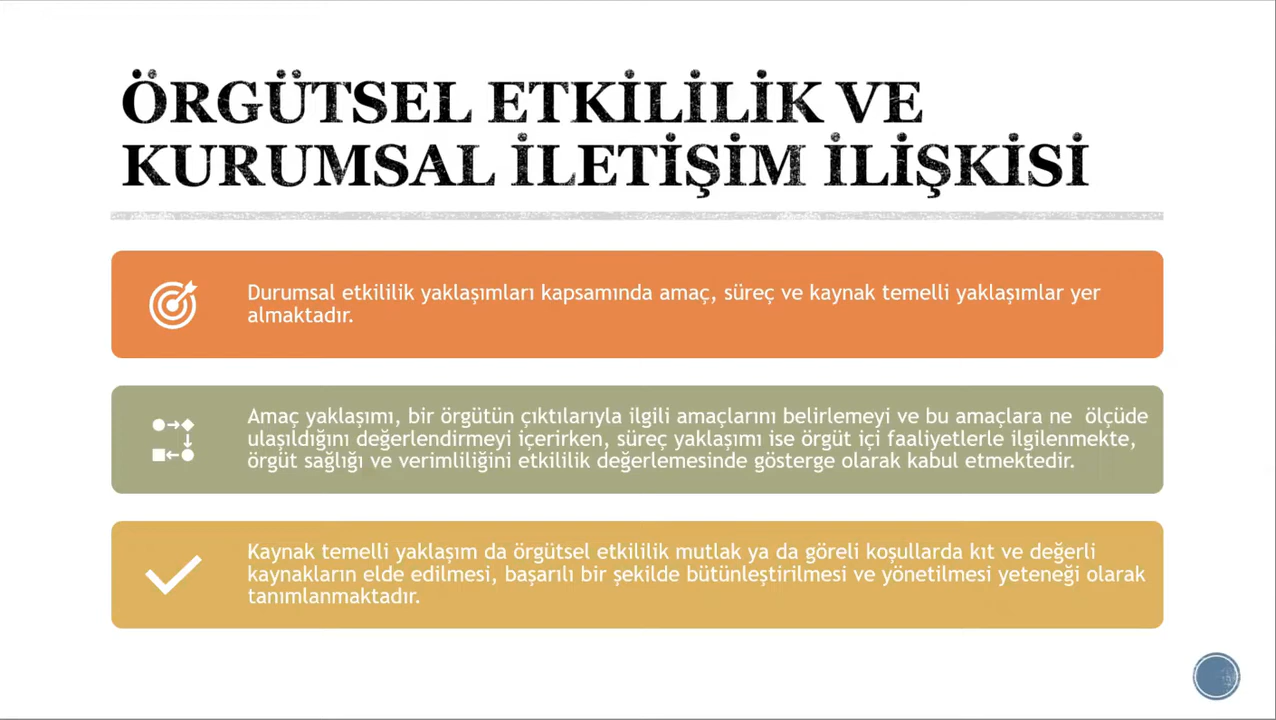 ÖRGÜTSEL ETKİLİLİK VE
KURUMSAL İLETİŞİM İLİŞKİSİ
Durumsal etkililik yaklaşımları kapsamında amaç, süreç ve kaynak temelli yaklaşımlar yer
almaktadır.
Amaç yaklaşımı, bir örgütün çıktılarıyla ilgili amaçlarını belirlemeyi ve bu amaçlara ne  ölçüde
ulaşıldığını değerlendirmeyi içerirken, süreç yaklaşımı ise örgüt içi faaliyetlerle ilgilenmekte,
örgüt sağlığı ve verimliliğini etkililik değerlemesinde gösterge olarak kabul etmektedir.
Kaynak temelli yaklaşım da örgütsel etkililik mutlak ya da göreli koşullarda kıt ve değerli
kaynakların elde edilmesi, başarılı bir şekilde bütünleştirilmesi ve yönetilmesi yeteneği olarak
tanımlanmaktadır.